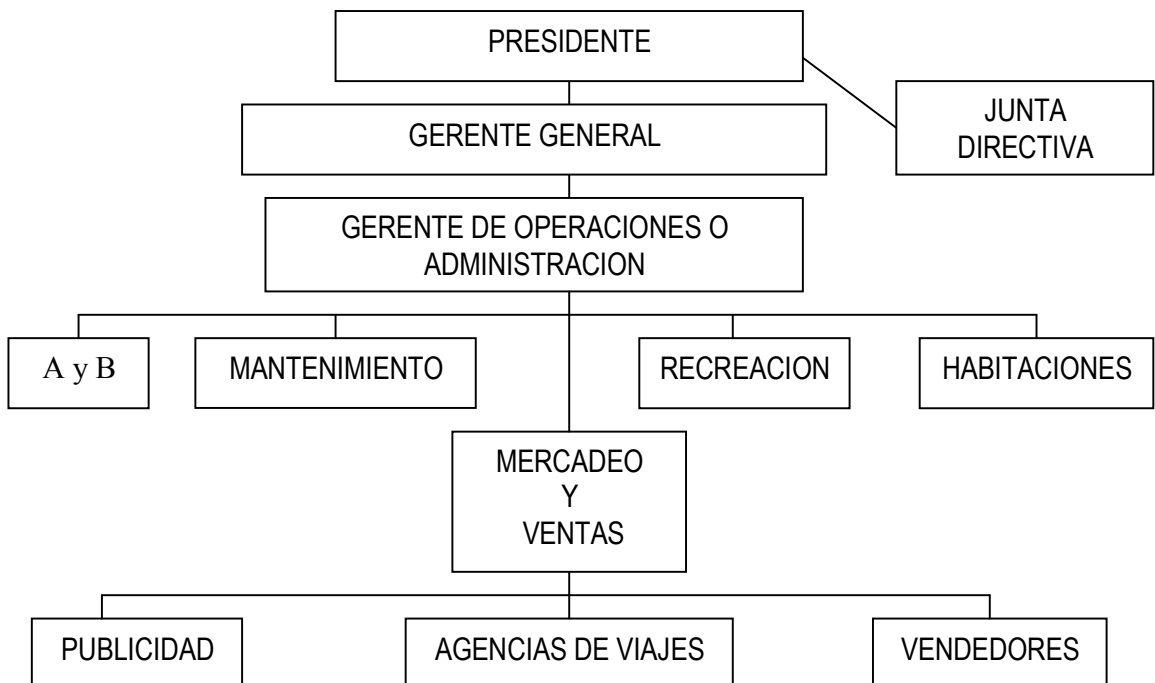 PRESIDENTE
JUNTA
DIRECTIVA
GERENTE GENERAL
GERENTE DE OPERACIONES O
ADMINISTRACION
A y B
MANTENIMIENTO
RECREACION
HABITACIONES
MERCADEO
Y
VENTAS
PUBLICIDAD
AGENCIAS DE VIAJES
VENDEDORES